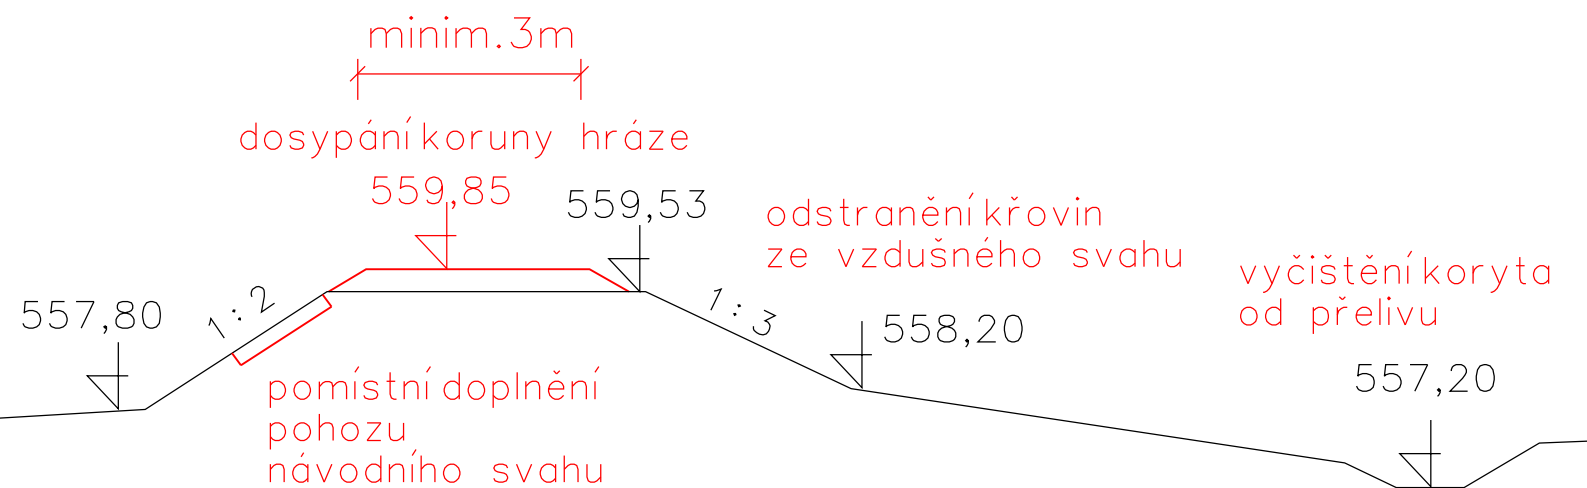 minim.3m
dosypání koruny hráze
559,85
559,53
odstranění křovin
ze vzdušného svahu
vyčištění koryta
od přelivu
557,80
1:2
1:3
558,20
557,20
pomístní doplnění
pohozu
návodního svahu